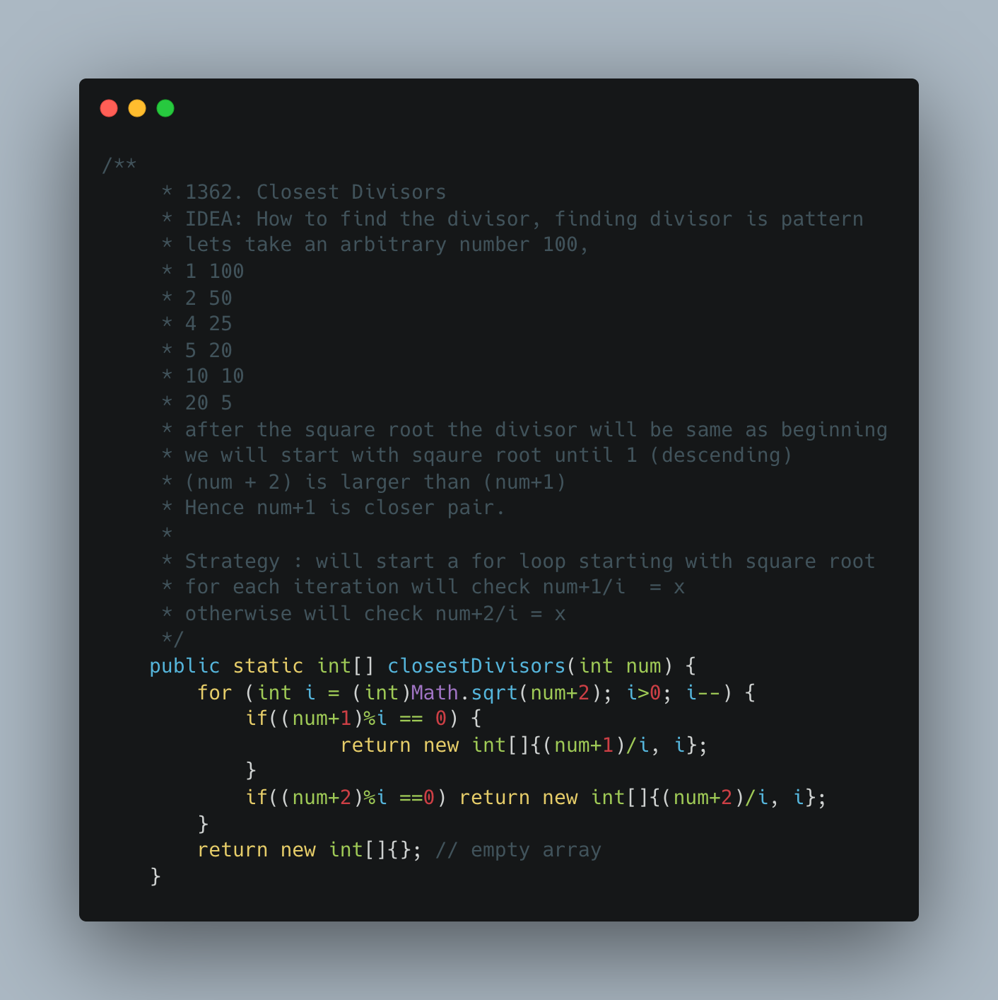 /**
     * 1362. Closest Divisors
     * IDEA: How to find the divisor, finding divisor is pattern
     * lets take an arbitrary number 100,
     * 1 100
     * 2 50
     * 4 25
     * 5 20
     * 10 10
     * 20 5
     * after the square root the divisor will be same as beginning
     * we will start with sqaure root until 1 (descending)
     * (num + 2) is larger than (num+1)
     * Hence num+1 is closer pair.
     *
     * Strategy : will start a for loop starting with square root
     * for each iteration will check num+1/i  = x
     * otherwise will check num+2/i = x
     */
    public static int[] closestDivisors(int num) {
        for (int i = (int)Math.sqrt(num+2); i>0; i--) {
            if((num+1)%i == 0) {
                    return new int[]{(num+1)/i, i};
            }
            if((num+2)%i ==0) return new int[]{(num+2)/i, i};
        }
        return new int[]{}; // empty array
    }